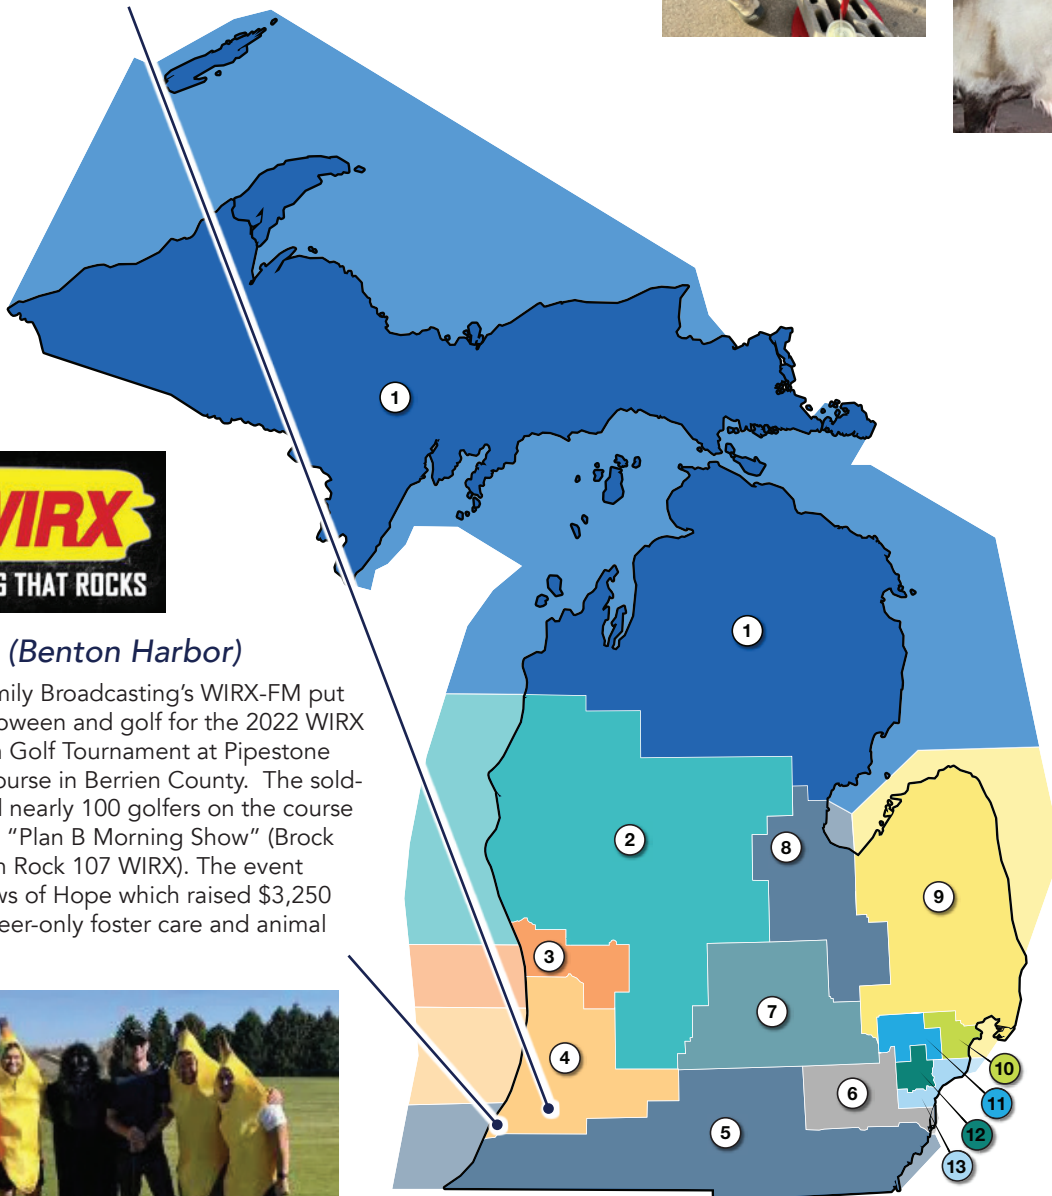 WIRX
THAT ROCKS
(Benton Harbor)
Broadcasting's WIRX-FM put
and golf for the 2022 WIRX
Golf Tournament at Pipestone
in Berrien County. The sold-
nearly 100 golfers on the course
"Plan B Morning Show" (Brock
Rock 107 WIRX). The event
of Hope which raised $3,250
foster care and animal
1
1
2
3
4
5
6
7
8
9
10
11
12
13